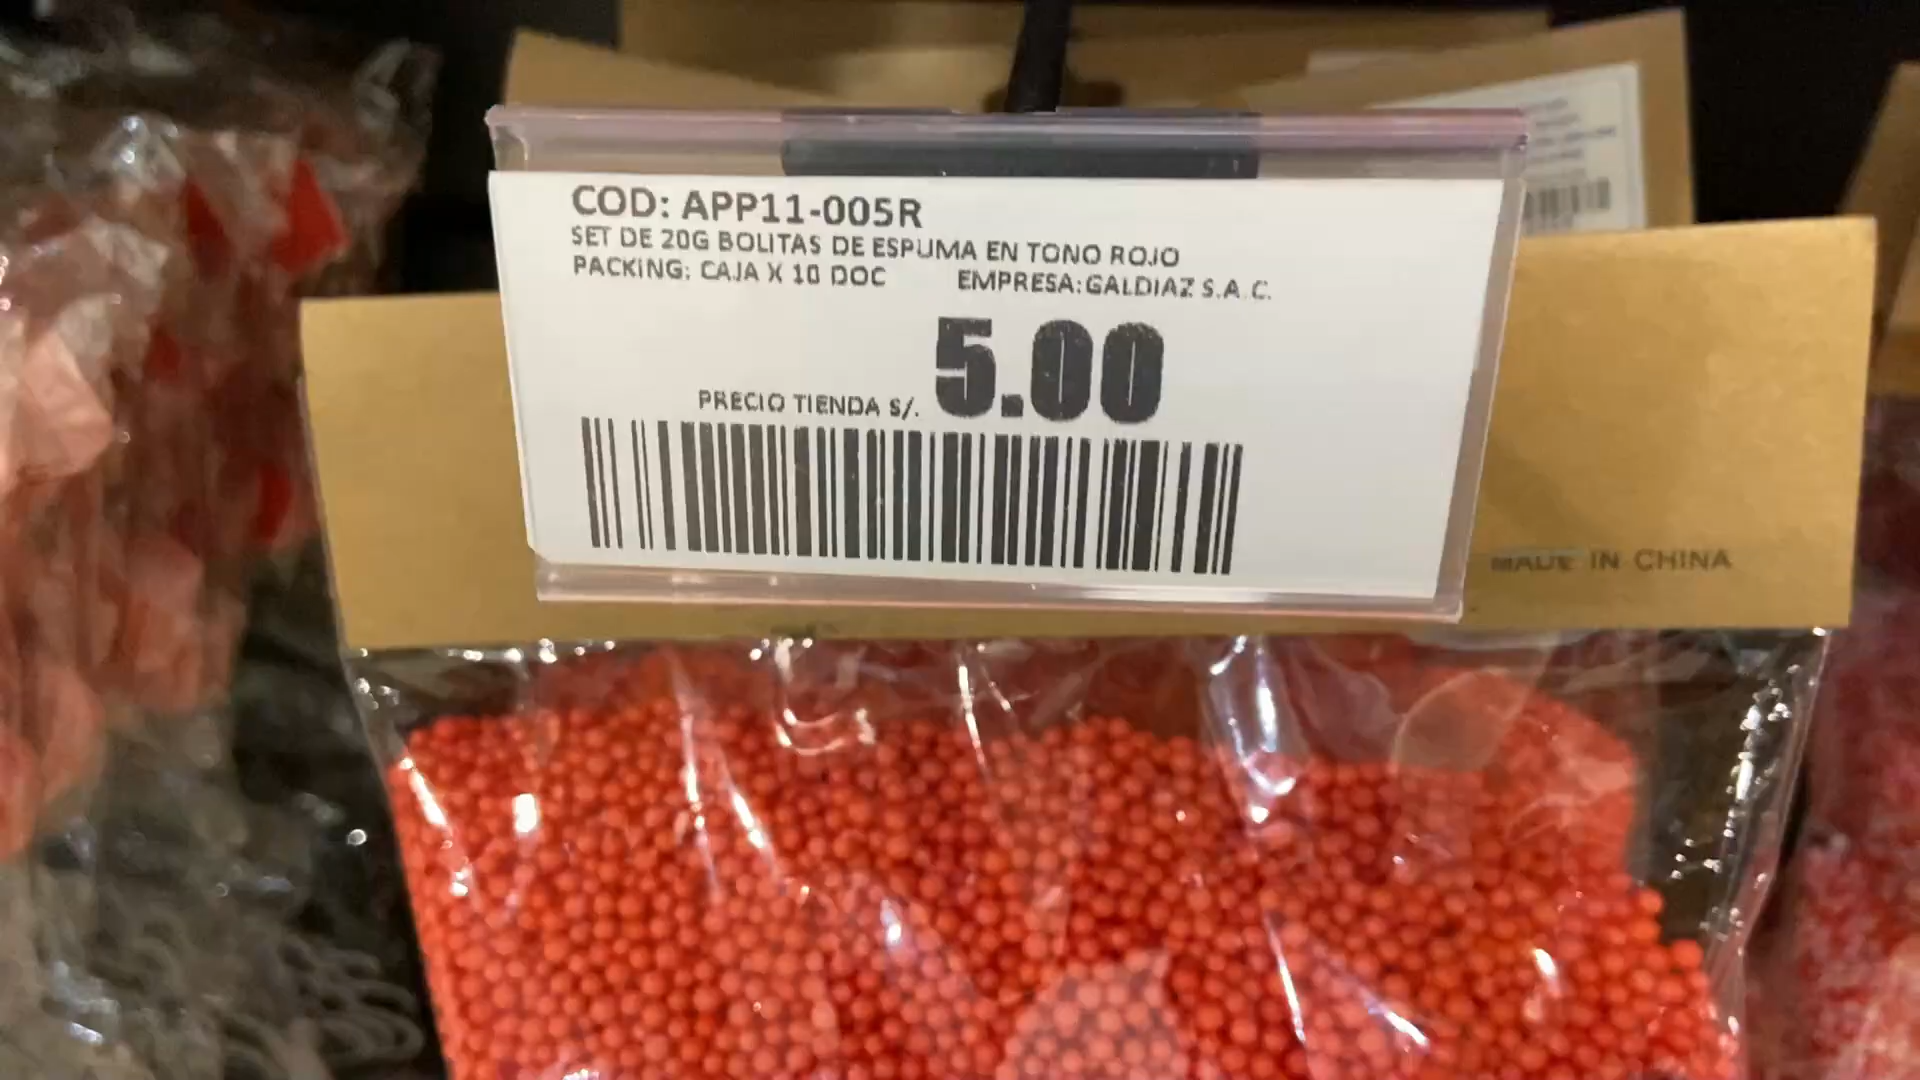 COD: APP11-005R
SET DE 20G BOLITAS DE ESPUMA EN TONO ROJO
PACKING: CAJA X 10 DOC EMPRESA:GALDIAZ S.A.C.
5.00
PRECIO TIENDA S/.
MADE IN CHINA